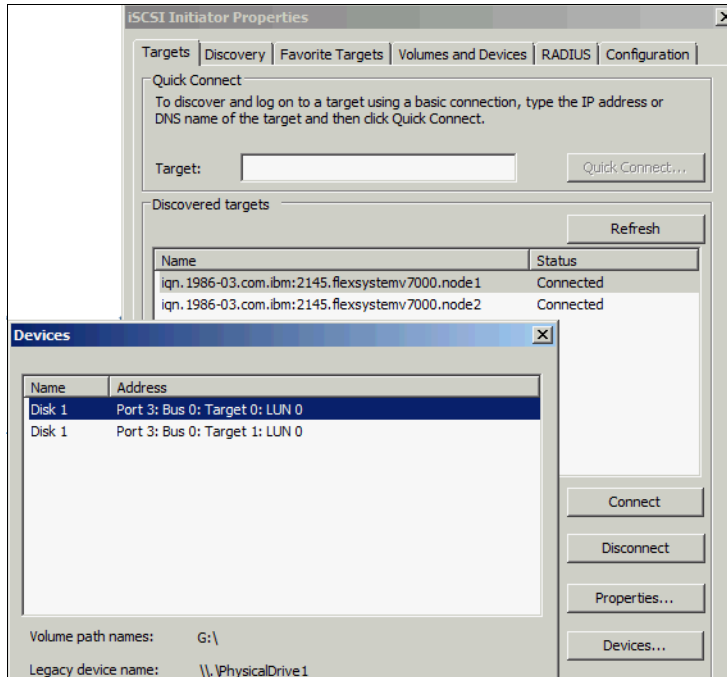 iSCSI Initiator Properties
Targets Discovery Favorite Targets Volumes and Devices RADIUS Configuration
Quick Connect
To discover and log on to a target using a basic connection, type the IP address or
DNS name of the target and then click Quick Connect.
Target:
Quick Connect...
Discovered targets
Refresh
Name Status
iqn.1986-03.com.ibm:2145.flexsystemv7000.node1 Connected
iqn.1986-03.com.ibm:2145.flexsystemv7000.node2 Connected
Devices
Name Address
Disk 1 Port 3: Bus 0: Target 0: LUN 0
Disk 1 Port 3: Bus 0: Target 1: LUN 0
Connect
Disconnect
Properties...
Devices...
Volume path names: G:\
Legacy device name: \\.\PhysicalDrive1